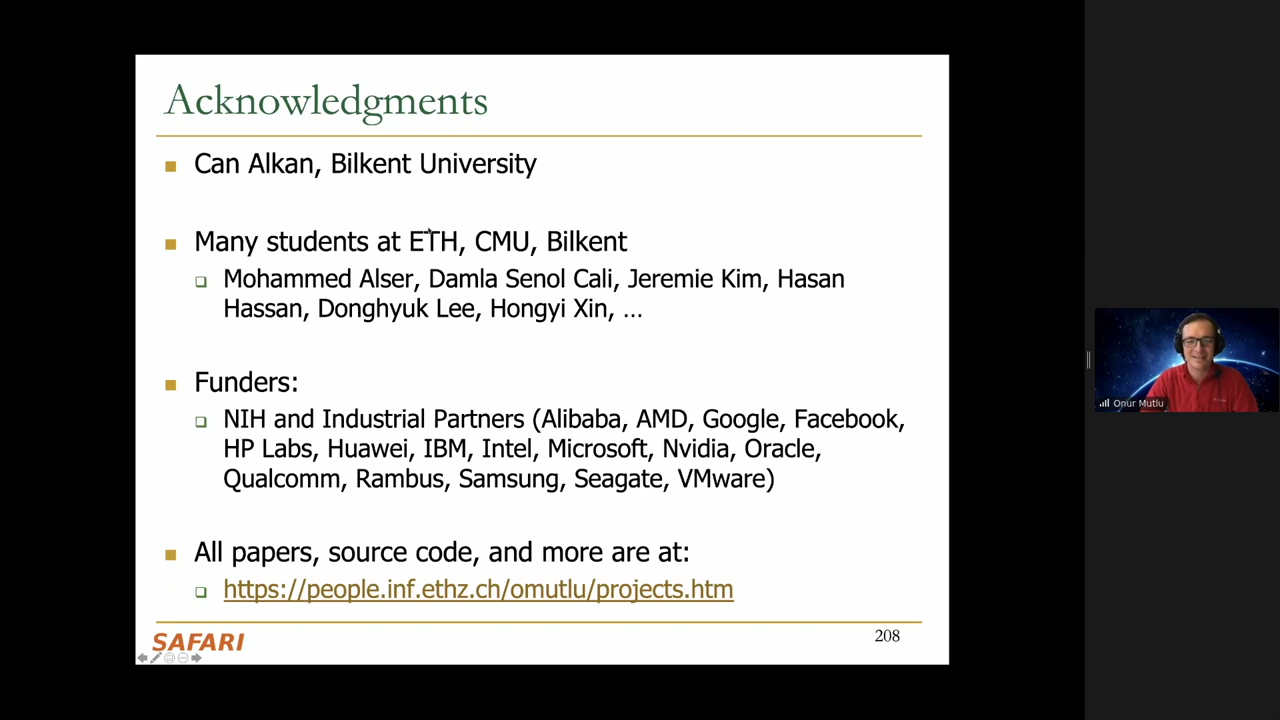 Acknowledgments
Can Alkan, Bilkent University
Many students at ETH, CMU, Bilkent
Mohammed Alser, Damla Senol Cali, Jeremie Kim, Hasan
Hassan, Donghyuk Lee, Hongyi Xin, …
Funders:
NIH and Industrial Partners (Alibaba, AMD, Google, Facebook,
HP Labs, Huawei, IBM, Intel, Microsoft, Nvidia, Oracle,
Qualcomm, Rambus, Samsung, Seagate, VMware)
All papers, source code, and more are at:
https://people.inf.ethz.ch/omutlu/projects.htm
SAFARI
208
Onur Mutlu